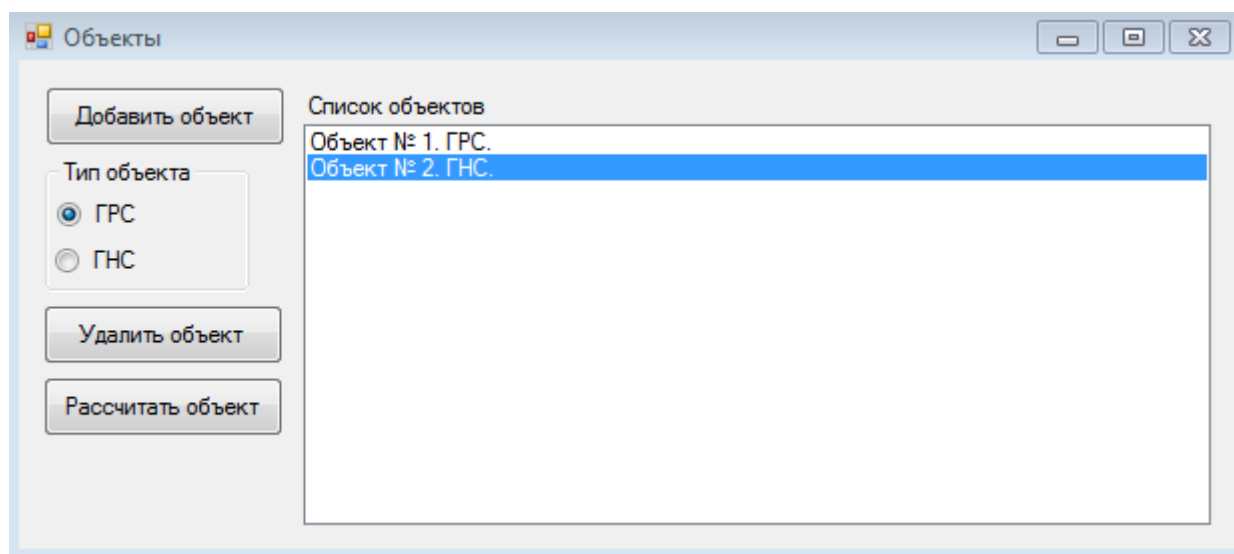 Объекты
Добавить объект
Тип объекта
ГРС
ГНС
Удалить объект
Рассчитать объект
Список объектов
Объект № 1. ГРС.
Объект № 2. ГНС.